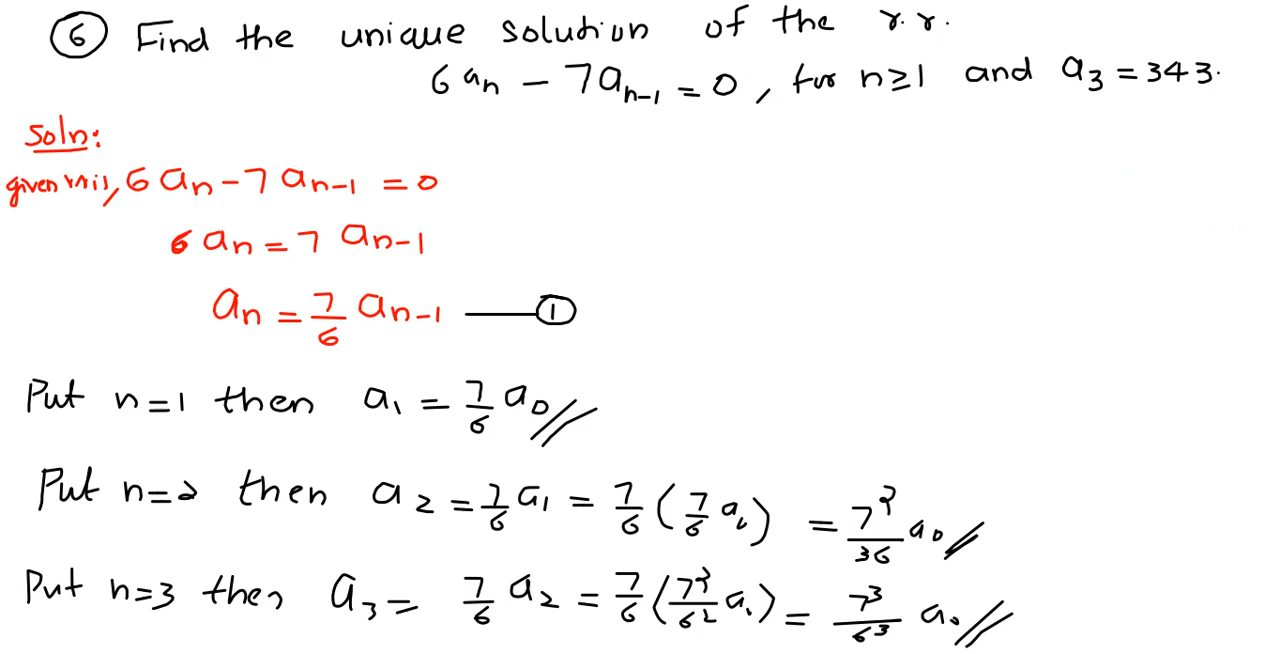 ⑥ Find the unique solution of the r.r.
6aₙ − 7aₙ₋₁ = 0, for n≥1 and a₃ = 343.
Soln:
given rr is, 6aₙ − 7aₙ₋₁ = 0
6aₙ = 7aₙ₋₁
aₙ = 7/6 aₙ₋₁ —— ①
Put n=1 then a₁ = 7/6 a₀ //
Put n=2 then a₂ = 7/6 a₁ = 7/6 (7/6 a₀) = 7²/36 a₀ //
Put n=3 then a₃ = 7/6 a₂ = 7/6 (7²/6² a₀) = 7³/6³ a₀ //